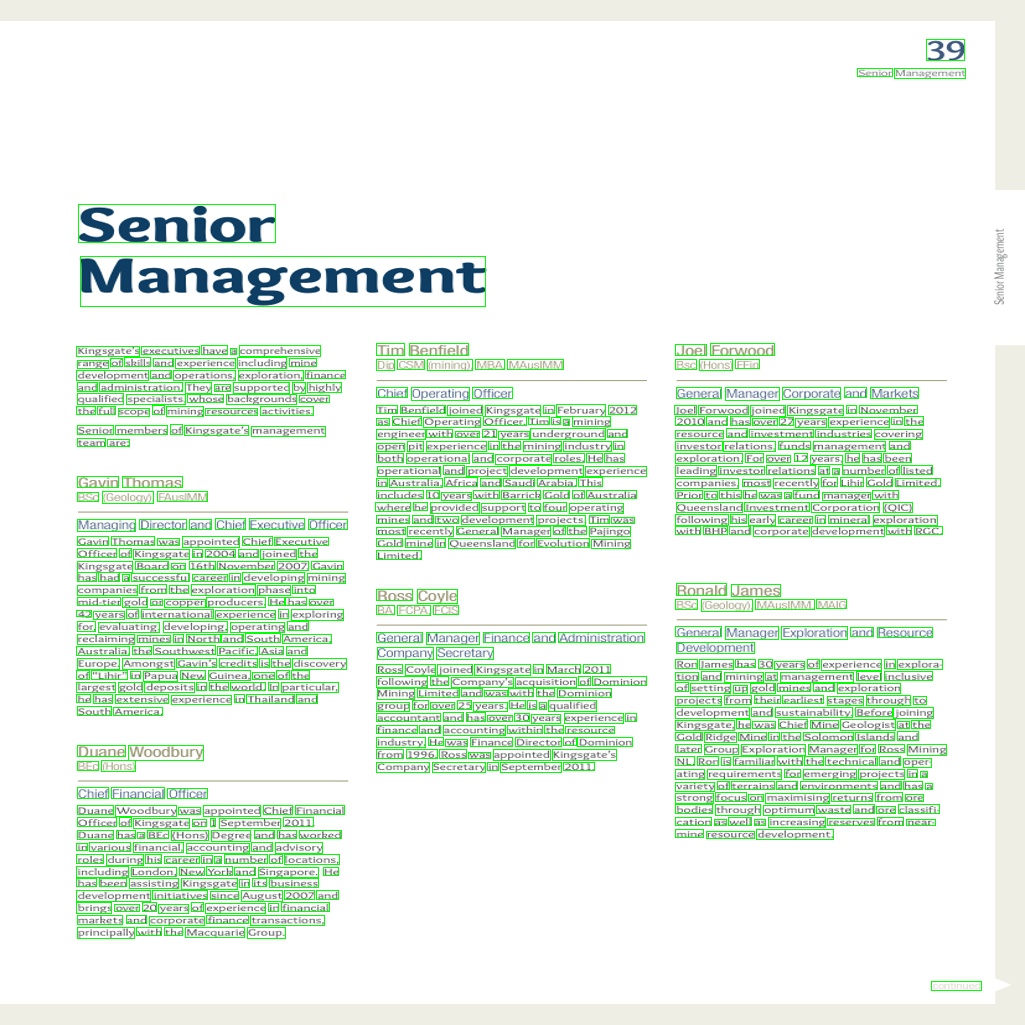 39
Senior Management
Senior
Management
Kingsgate's executives have a comprehensive
range of skills and experience including mine
development and operations, exploration, finance
and administration. They are supported by highly
qualified specialists, whose backgrounds cover
the full scope of mining resources activities.
Senior members of Kingsgate's management
team are:
Gavin Thomas
BSc (Geology), FAusIMM
Managing Director and Chief Executive Officer
Gavin Thomas was appointed Chief Executive
Officer of Kingsgate in 2004 and joined the
Kingsgate Board on 16th November 2007. Gavin
has had a successful career in developing mining
companies from the exploration phase into
mid-tier gold or copper producers. He has over
42 years of international experience in exploring
for, evaluating, developing, operating and
reclaiming mines in North and South America,
Australia, the Southwest Pacific, Asia and
Europe. Amongst Gavin's credits is the discovery
of "Lihir" in Papua New Guinea, one of the
largest gold deposits in the world. In particular,
he has extensive experience in Thailand and
South America.
Duane Woodbury
BEc (Hons)
Chief Financial Officer
Duane Woodbury was appointed Chief Financial
Officer of Kingsgate on 1 September 2011.
Duane has a BEc (Hons) Degree and has worked
in various financial, accounting and advisory
roles during his career in a number of locations,
including London, New York and Singapore. He
has been assisting Kingsgate in its business
development initiatives since August 2007 and
brings over 20 years of experience in financial
markets and corporate finance transactions,
principally with the Macquarie Group.
Tim Benfield
Dip CSM (mining), MBA, MAusIMM
Chief Operating Officer
Tim Benfield joined Kingsgate in February 2012
as Chief Operating Officer. Tim is a mining
engineer with over 21 years underground and
open pit experience in the mining industry in
both operational and corporate roles. He has
operational and project development experience
in Australia, Africa and Saudi Arabia. This
includes 10 years with Barrick Gold of Australia
where he provided support to four operating
mines and two development projects. Tim was
most recently General Manager of the Pajingo
Gold mine in Queensland for Evolution Mining
Limited.
Ross Coyle
BA, FCPA, FCIS
General Manager Finance and Administration
Company Secretary
Ross Coyle joined Kingsgate in March 2011
following the Company's acquisition of Dominion
Mining Limited and was with the Dominion
group for over 25 years. He is a qualified
accountant and has over 30 years experience in
finance and accounting within the resource
industry. He was Finance Director of Dominion
from 1996. Ross was appointed Kingsgate's
Company Secretary in September 2011.
Joel Forwood
Bsc (Hons) FFin
General Manager Corporate and Markets
Joel Forwood joined Kingsgate in November
2010 and has over 27 years experience in the
resource and investment industries covering
investor relations, funds management and
exploration. For over 12 years, he has been
leading investor relations at a number of listed
companies, most recently for Lihir Gold Limited.
Prior to this he was a fund manager with
Queensland Investment Corporation (QIC)
following his early career in mineral exploration
with BHP and corporate development with RGC.
Ronald James
BSc (Geology), MAusIMM, MAIG
General Manager Exploration and Resource
Development
Ron James has 30 years of experience in explora-
tion and mining at management level inclusive
of setting up gold mines and exploration
projects from their earliest stages through to
development and sustainability. Before joining
Kingsgate, he was Chief Mine Geologist at the
Gold Ridge Mine in the Solomon Islands and
later Group Exploration Manager for Ross Mining
NL. Ron is familiar with the technical and oper-
ating requirements for emerging projects in a
variety of terrains and environments and has a
strong focus on maximising returns from ore
bodies through optimum waste and ore classifi-
cation as well as increasing reserves from near-
mine resource development.
Senior Management
continued